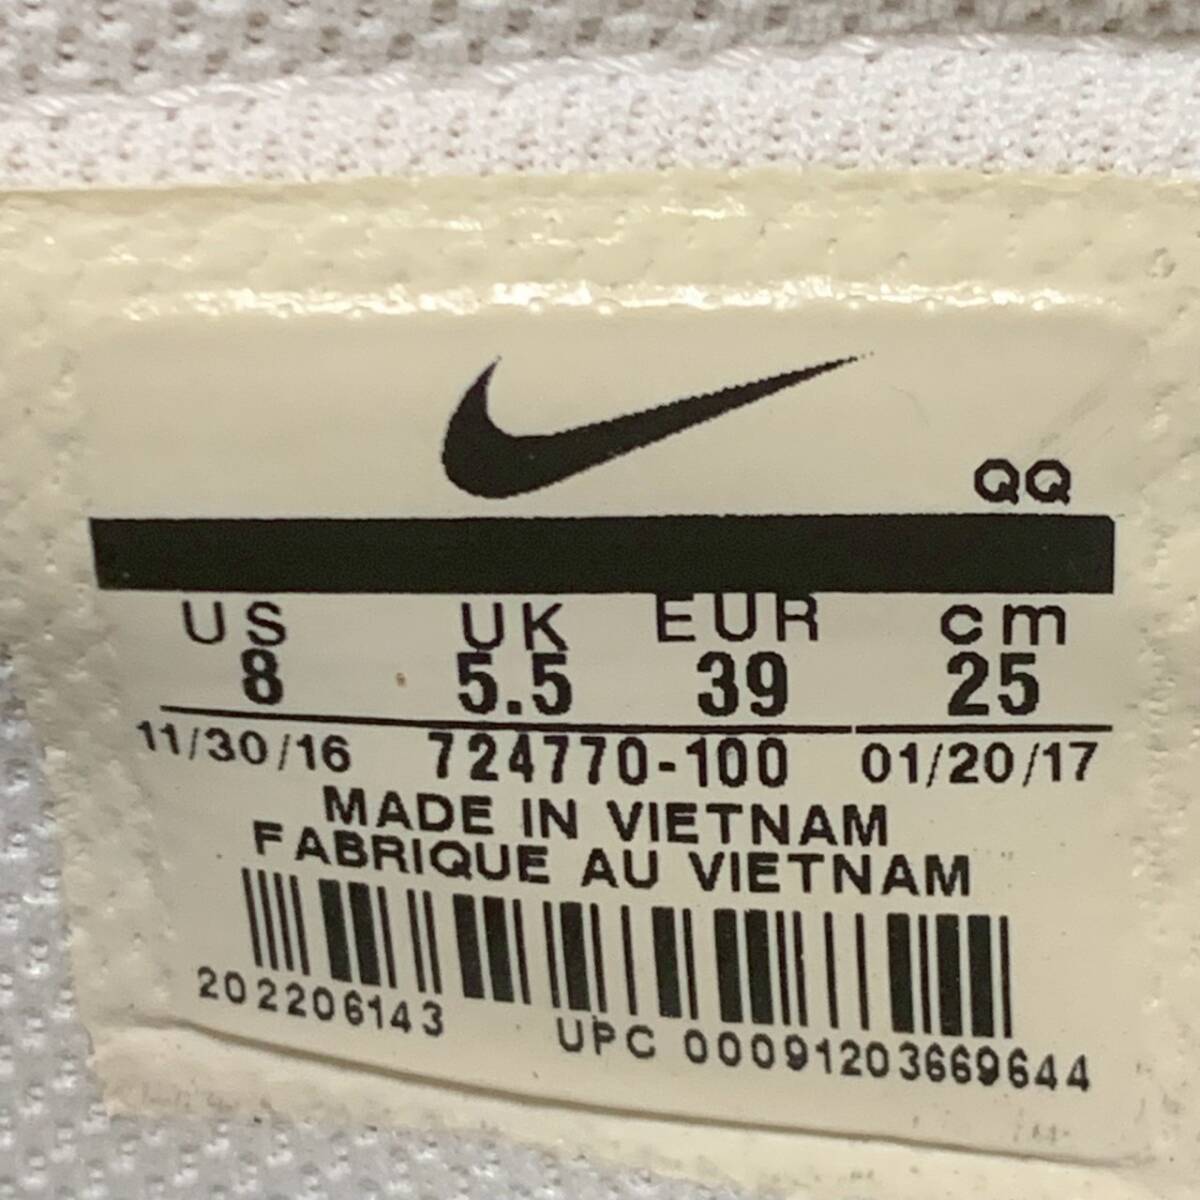 QQ
US UK EUR cm
8 5.5 39 25
11/30/16 724770-100 01/20/17
MADE IN VIETNAM
FABRIQUE AU VIETNAM
202206143 UPC 00091203669644